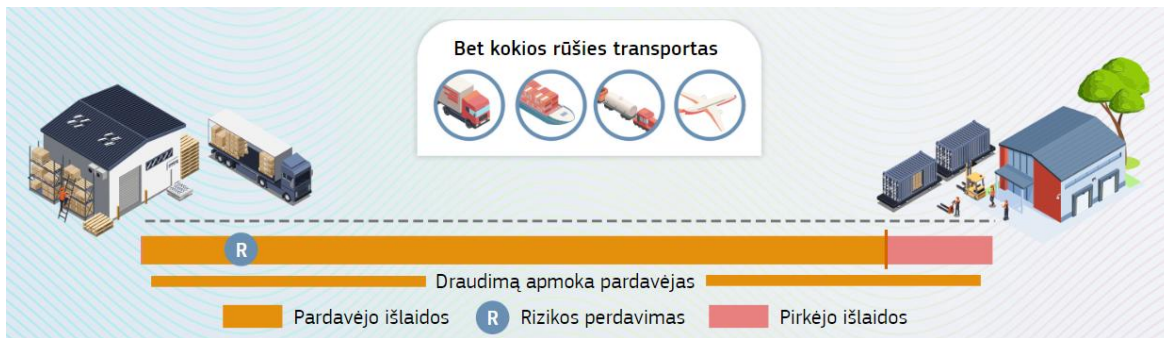 Bet kokios rūšies transportas
R
Draudimą apmoka pardavėjas
Pardavėjo išlaidos
R
Rizikos perdavimas
Pirkėjo išlaidos